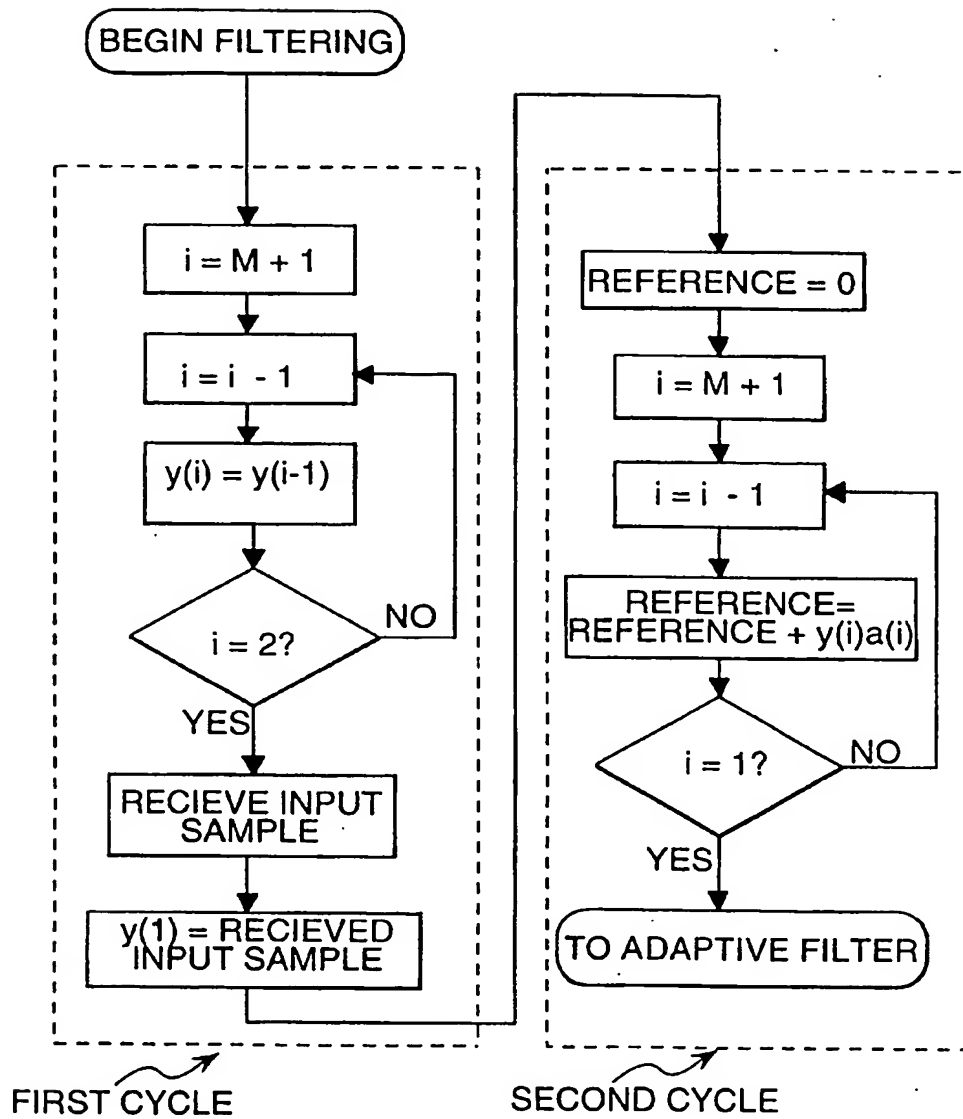 BEGIN FILTERING
i = M + 1
i = i - 1
y(i) = y(i-1)
i = 2?
NO
YES
RECIEVE INPUT
SAMPLE
y(1) = RECIEVED
INPUT SAMPLE
FIRST CYCLE
REFERENCE = 0
i = M + 1
i = i - 1
REFERENCE=
REFERENCE + y(i)a(i)
i = 1?
NO
YES
TO ADAPTIVE FILTER
SECOND CYCLE